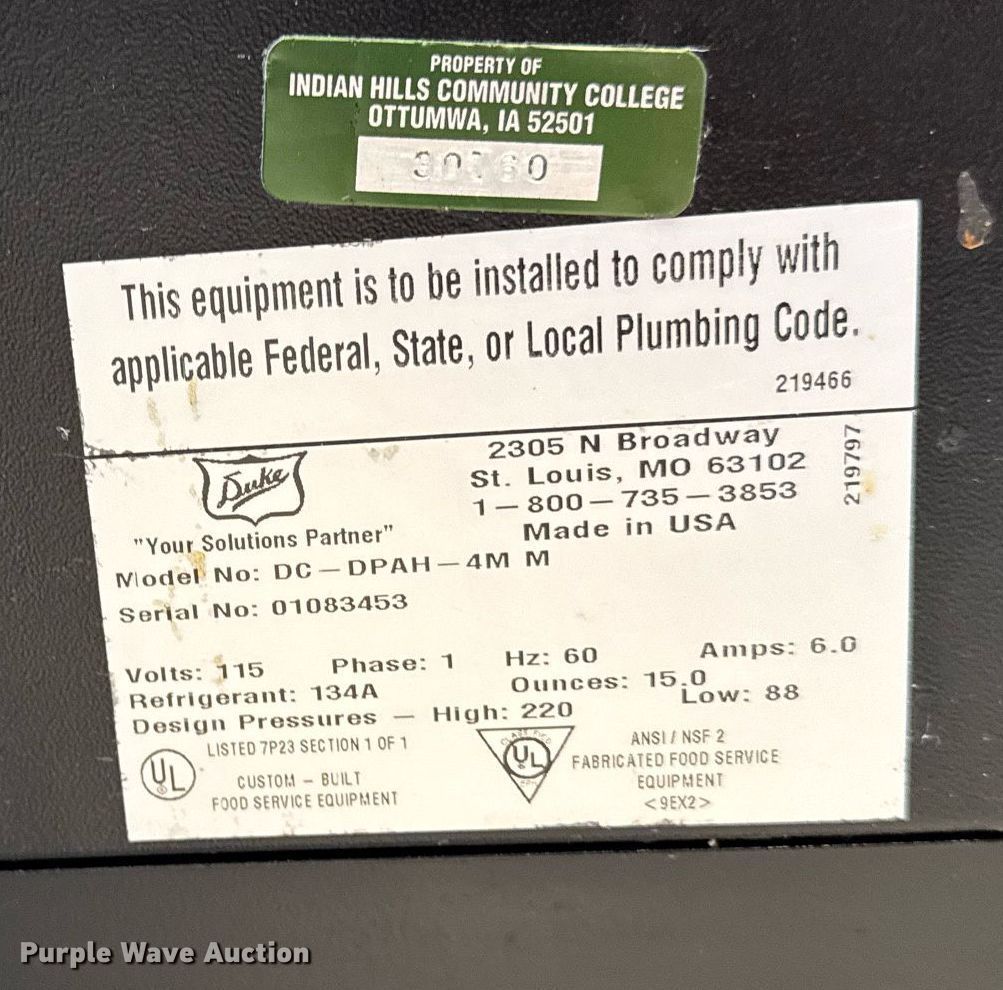 PROPERTY OF
INDIAN HILLS COMMUNITY COLLEGE
OTTUMWA, IA 52501
This equipment is to be installed to comply with
applicable Federal, State, or Local Plumbing Code.
219466
2305 N Broadway
St. Louis, MO 63102
1-800-735-3853
Made in USA
219797
Duke
"Your Solutions Partner"
Model No: DC-DPAH-4M M
Serial No: 01083453
Volts: 115 Phase: 1 Hz: 60 Amps: 6.0
Refrigerant: 134A Ounces: 15.0
Design Pressures - High: 220 Low: 88
UL
LISTED 7P23 SECTION 1 OF 1
CUSTOM - BUILT
FOOD SERVICE EQUIPMENT
UL
ANSI / NSF 2
FABRICATED FOOD SERVICE
EQUIPMENT
<9EX2>
Purple Wave Auction